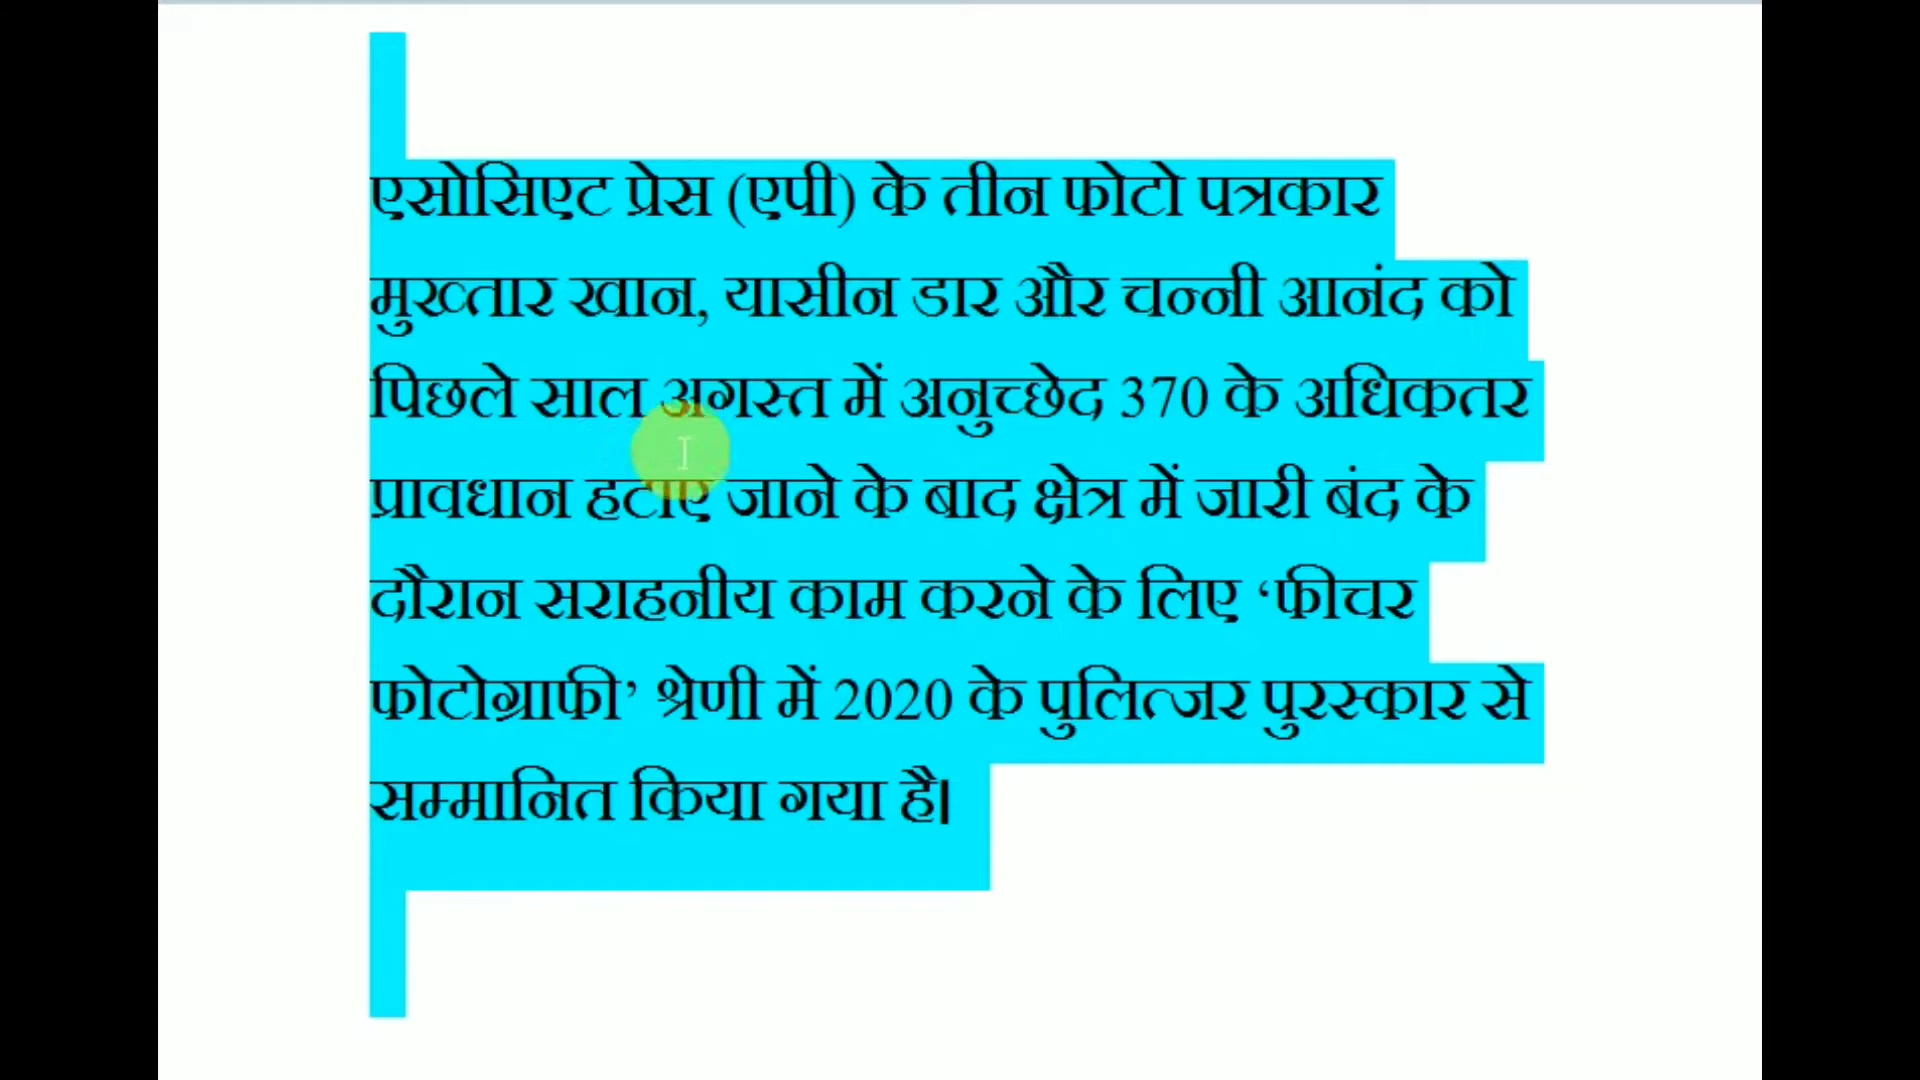 एसोसिएट प्रेस (एपी) के तीन फोटो पत्रकार
मुख्तार खान, यासीन डार और चन्नी आनंद को
पिछले साल अगस्त में अनुच्छेद 370 के अधिकतर
प्रावधान हटाए जाने के बाद क्षेत्र में जारी बंद के
दौरान सराहनीय काम करने के लिए ‘फीचर
फोटोग्राफी’ श्रेणी में 2020 के पुलित्जर पुरस्कार से
सम्मानित किया गया है।